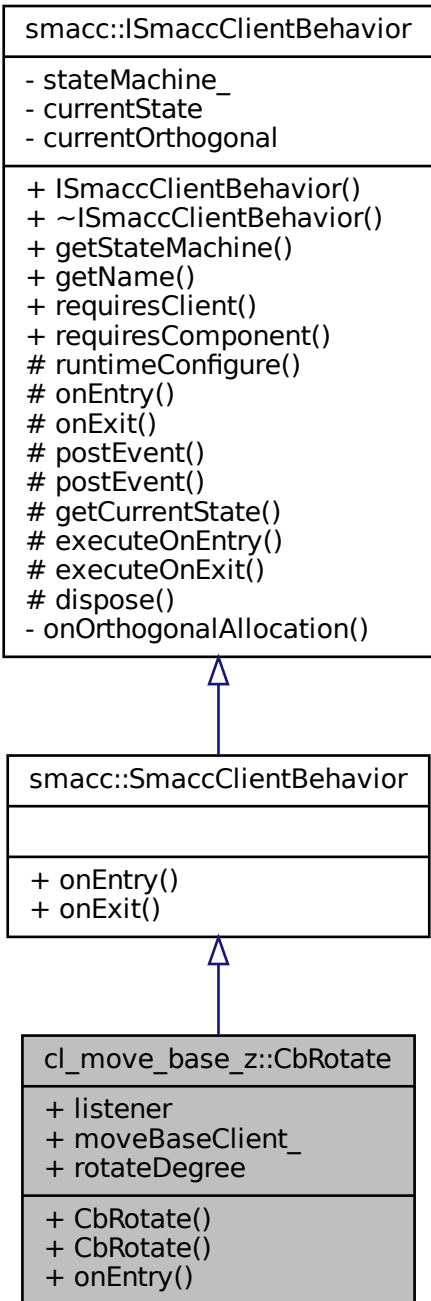 smacc::ISmaccClientBehavior
- stateMachine_
- currentState
- currentOrthogonal
+ ISmaccClientBehavior()
+ ~ISmaccClientBehavior()
+ getStateMachine()
+ getName()
+ requiresClient()
+ requiresComponent()
# runtimeConfigure()
# onEntry()
# onExit()
# postEvent()
# postEvent()
# getCurrentState()
# executeOnEntry()
# executeOnExit()
# dispose()
- onOrthogonalAllocation()
smacc::SmaccClientBehavior
+ onEntry()
+ onExit()
cl_move_base_z::CbRotate
+ listener
+ moveBaseClient_
+ rotateDegree
+ CbRotate()
+ CbRotate()
+ onEntry()